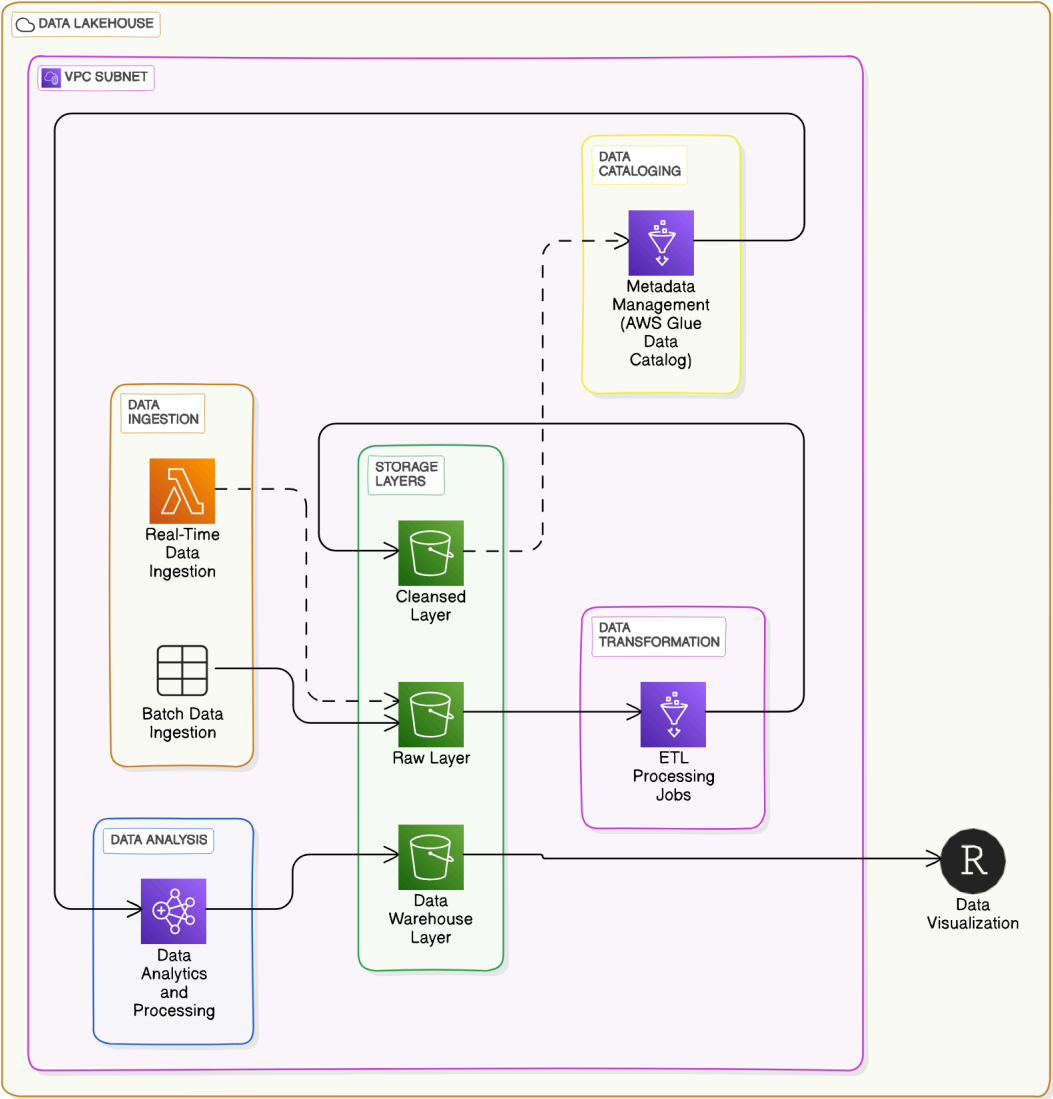 DATA LAKEHOUSE
VPC SUBNET
DATA
CATALOGING
Metadata
Management
(AWS Glue
Data
Catalog)
DATA
INGESTION
Real-Time
Data
Ingestion
Batch Data
Ingestion
STORAGE
LAYERS
Cleansed
Layer
Raw Layer
Data
Warehouse
Layer
DATA
TRANSFORMATION
ETL
Processing
Jobs
DATA ANALYSIS
Data
Analytics
and
Processing
R
Data
Visualization